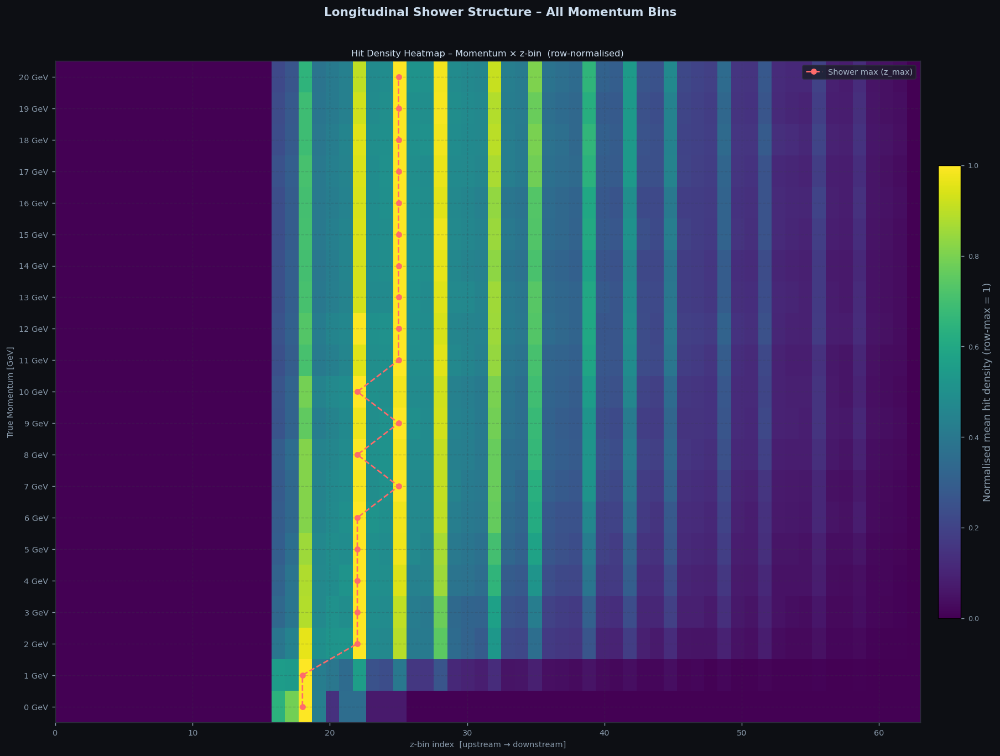 Longitudinal Shower Structure – All Momentum Bins
Hit Density Heatmap – Momentum × z-bin  (row-normalised)
Shower max (z_max)
20 GeV
19 GeV
18 GeV
17 GeV
16 GeV
15 GeV
14 GeV
13 GeV
12 GeV
11 GeV
10 GeV
9 GeV
8 GeV
7 GeV
6 GeV
5 GeV
4 GeV
3 GeV
2 GeV
1 GeV
0 GeV
True Momentum [GeV]
0 10 20 30 40 50 60
z-bin index  [upstream → downstream]
1.0
0.8
0.6
0.4
0.2
0.0
Normalised mean hit density (row-max = 1)